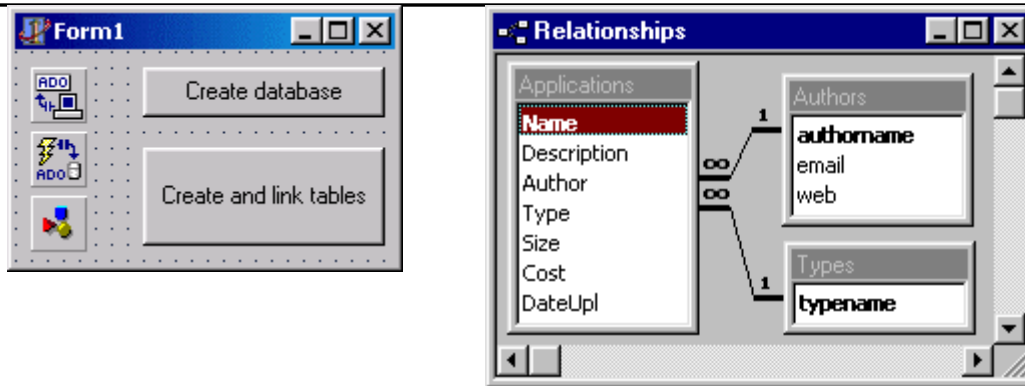 Form1
ADO
Create database
ADO
Create and link tables
Relationships
Applications
Name
Description
Author
Type
Size
Cost
DateUpl
∞
∞
1
1
Authors
authorname
email
web
Types
typename